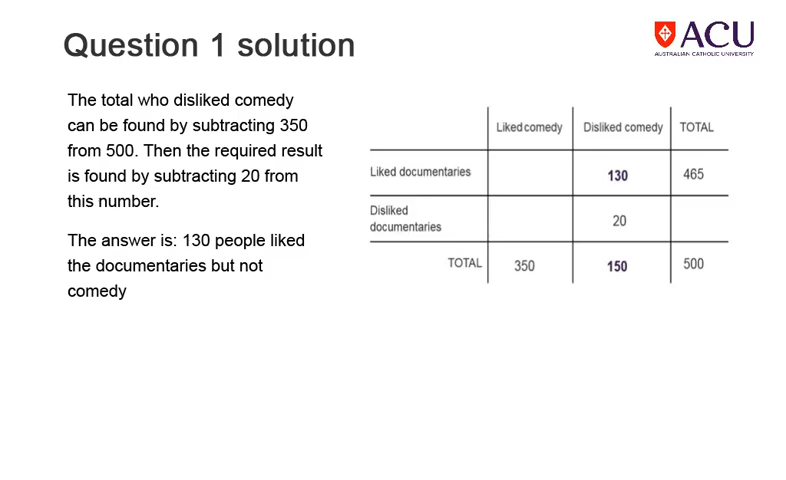 Question 1 solution
ACU
AUSTRALIAN CATHOLIC UNIVERSITY
The total who disliked comedy
can be found by subtracting 350
from 500. Then the required result
is found by subtracting 20 from
this number.
The answer is: 130 people liked
the documentaries but not
comedy
Liked comedy Disliked comedy TOTAL
Liked documentaries 130 465
Disliked
documentaries 20
TOTAL 350 150 500